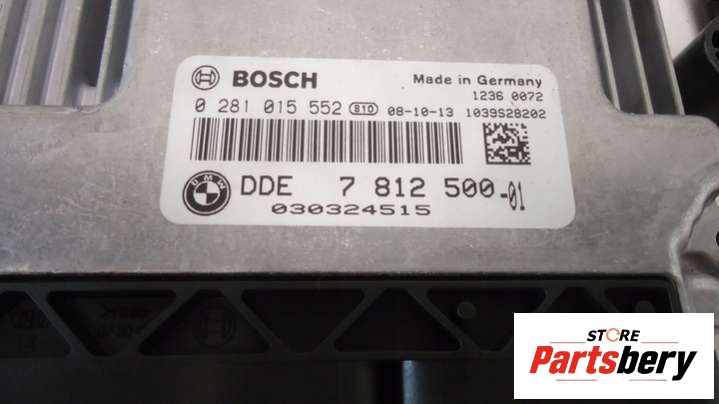 BOSCH
Made in Germany
1236 0072
0 281 015 552 810 08-10-13 1039S28202
BMW DDE 7 812 500-01
030324515
STORE
Partsbery